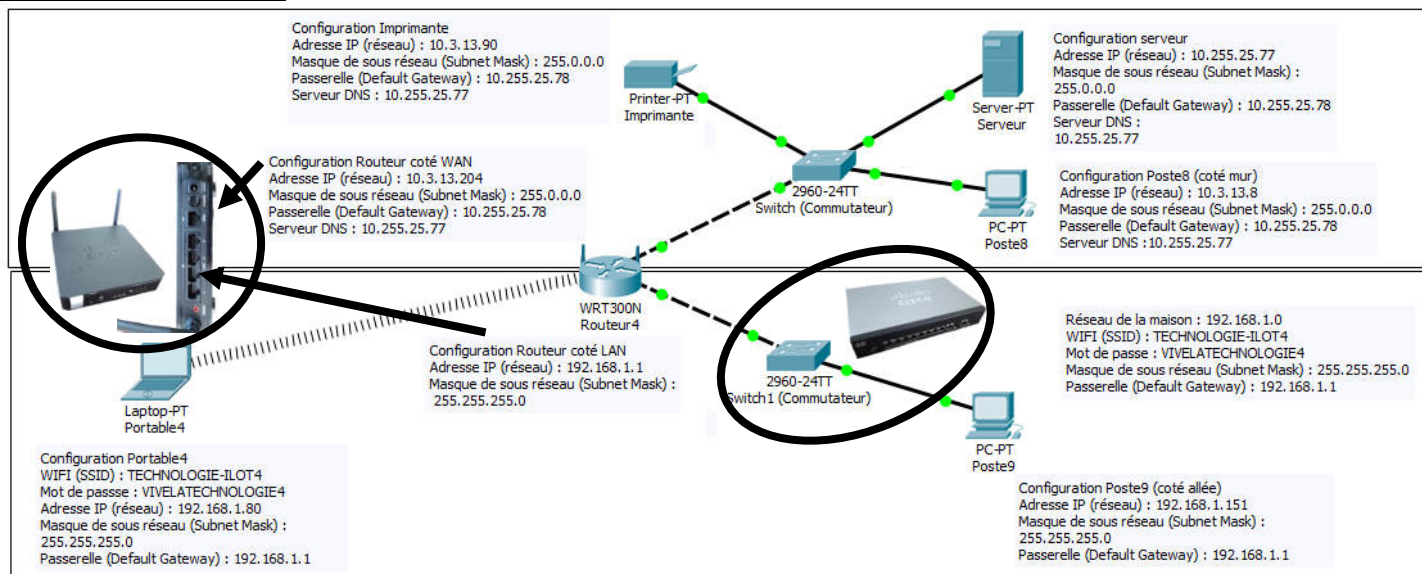 Configuration Imprimante
Adresse IP (réseau) : 10.3.13.90
Masque de sous réseau (Subnet Mask) : 255.0.0.0
Passerelle (Default Gateway) : 10.255.25.78
Serveur DNS : 10.255.25.77
Printer-PT
Imprimante
Server-PT
Serveur
Configuration serveur
Adresse IP (réseau) : 10.255.25.77
Masque de sous réseau (Subnet Mask) :
255.0.0.0
Passerelle (Default Gateway) : 10.255.25.78
Serveur DNS :
10.255.25.77
Configuration Routeur coté WAN
Adresse IP (réseau) : 10.3.13.204
Masque de sous réseau (Subnet Mask) : 255.0.0.0
Passerelle (Default Gateway) : 10.255.25.78
Serveur DNS : 10.255.25.77
2960-24TT
Switch (Commutateur)
PC-PT
Poste8
Configuration Poste8 (coté mur)
Adresse IP (réseau) : 10.3.13.8
Masque de sous réseau (Subnet Mask) : 255.0.0.0
Passerelle (Default Gateway) : 10.255.25.78
Serveur DNS :10.255.25.77
WRT300N
Routeur4
Configuration Routeur coté LAN
Adresse IP (réseau) : 192.168.1.1
Masque de sous réseau (Subnet Mask) :
255.255.255.0
2960-24TT
Switch1 (Commutateur)
Réseau de la maison : 192.168.1.0
WIFI (SSID) : TECHNOLOGIE-ILOT4
Mot de passe : VIVELATECHNOLOGIE4
Masque de sous réseau (Subnet Mask) : 255.255.255.0
Passerelle (Default Gateway) : 192.168.1.1
Laptop-PT
Portable4
PC-PT
Poste9
Configuration Portable4
WIFI (SSID) : TECHNOLOGIE-ILOT4
Mot de passse : VIVELATECHNOLOGIE4
Adresse IP (réseau) : 192.168.1.80
Masque de sous réseau (Subnet Mask) :
255.255.255.0
Passerelle (Default Gateway) : 192.168.1.1
Configuration Poste9 (coté allée)
Adresse IP (réseau) : 192.168.1.151
Masque de sous réseau (Subnet Mask) :
255.255.255.0
Passerelle (Default Gateway) : 192.168.1.1